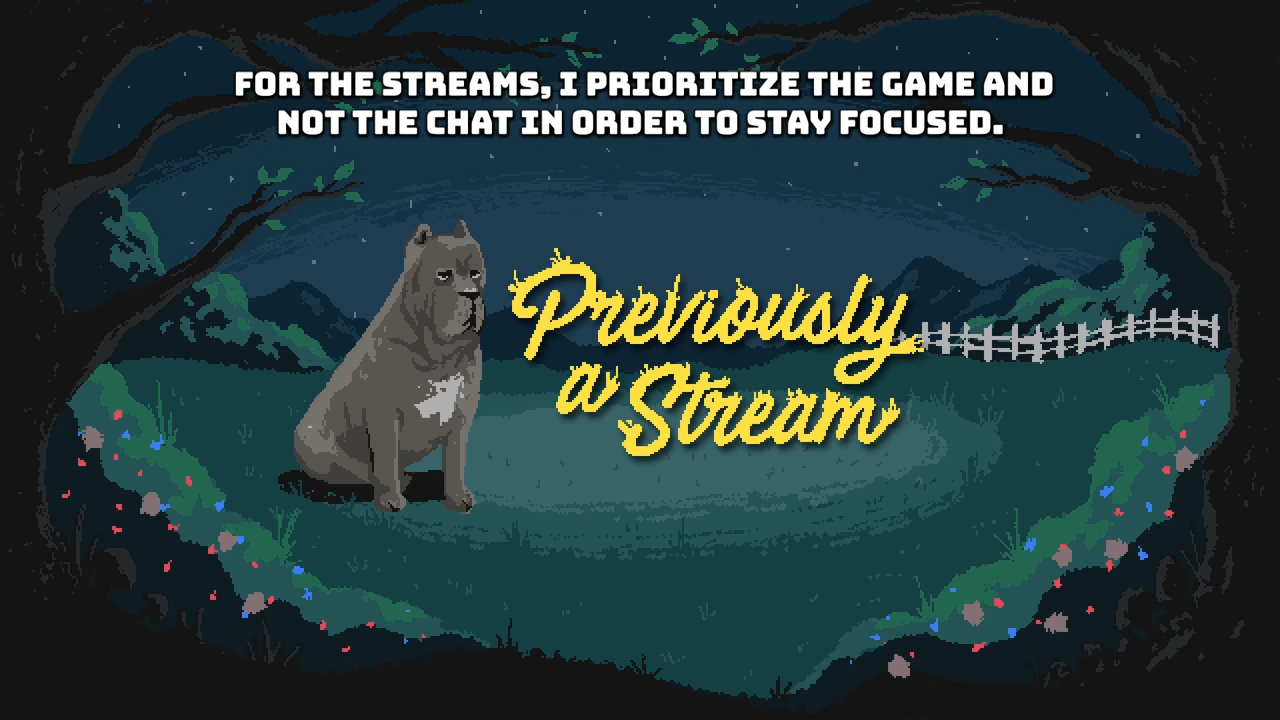 FOR THE STREAMS, I PRIORITIZE THE GAME AND
NOT THE CHAT IN ORDER TO STAY FOCUSED.
Previously
a Stream